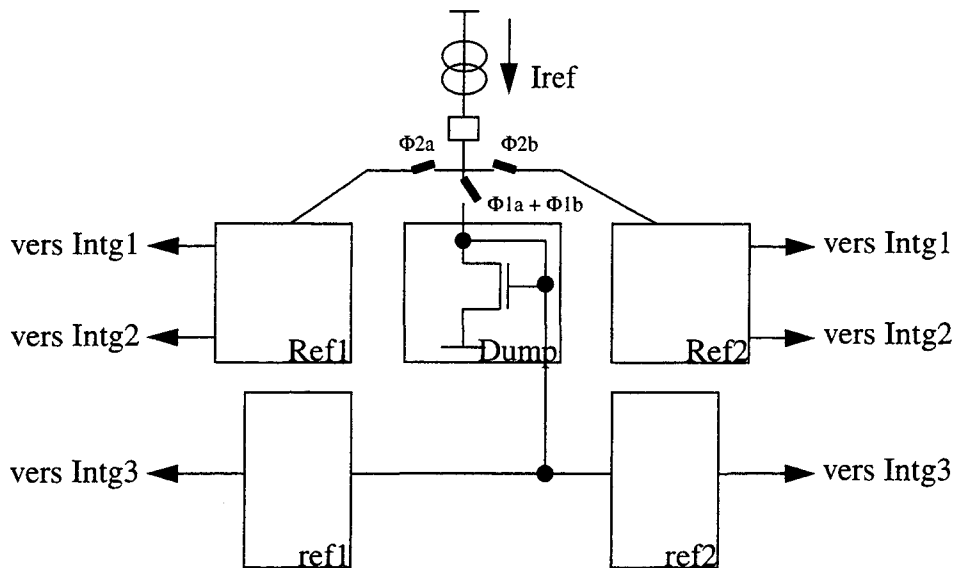 Iref
Φ2a
Φ2b
Φ1a + Φ1b
vers Intg1
vers Intg1
vers Intg2
Ref1
Dump
Ref2
vers Intg2
vers Intg3
vers Intg3
ref1
ref2